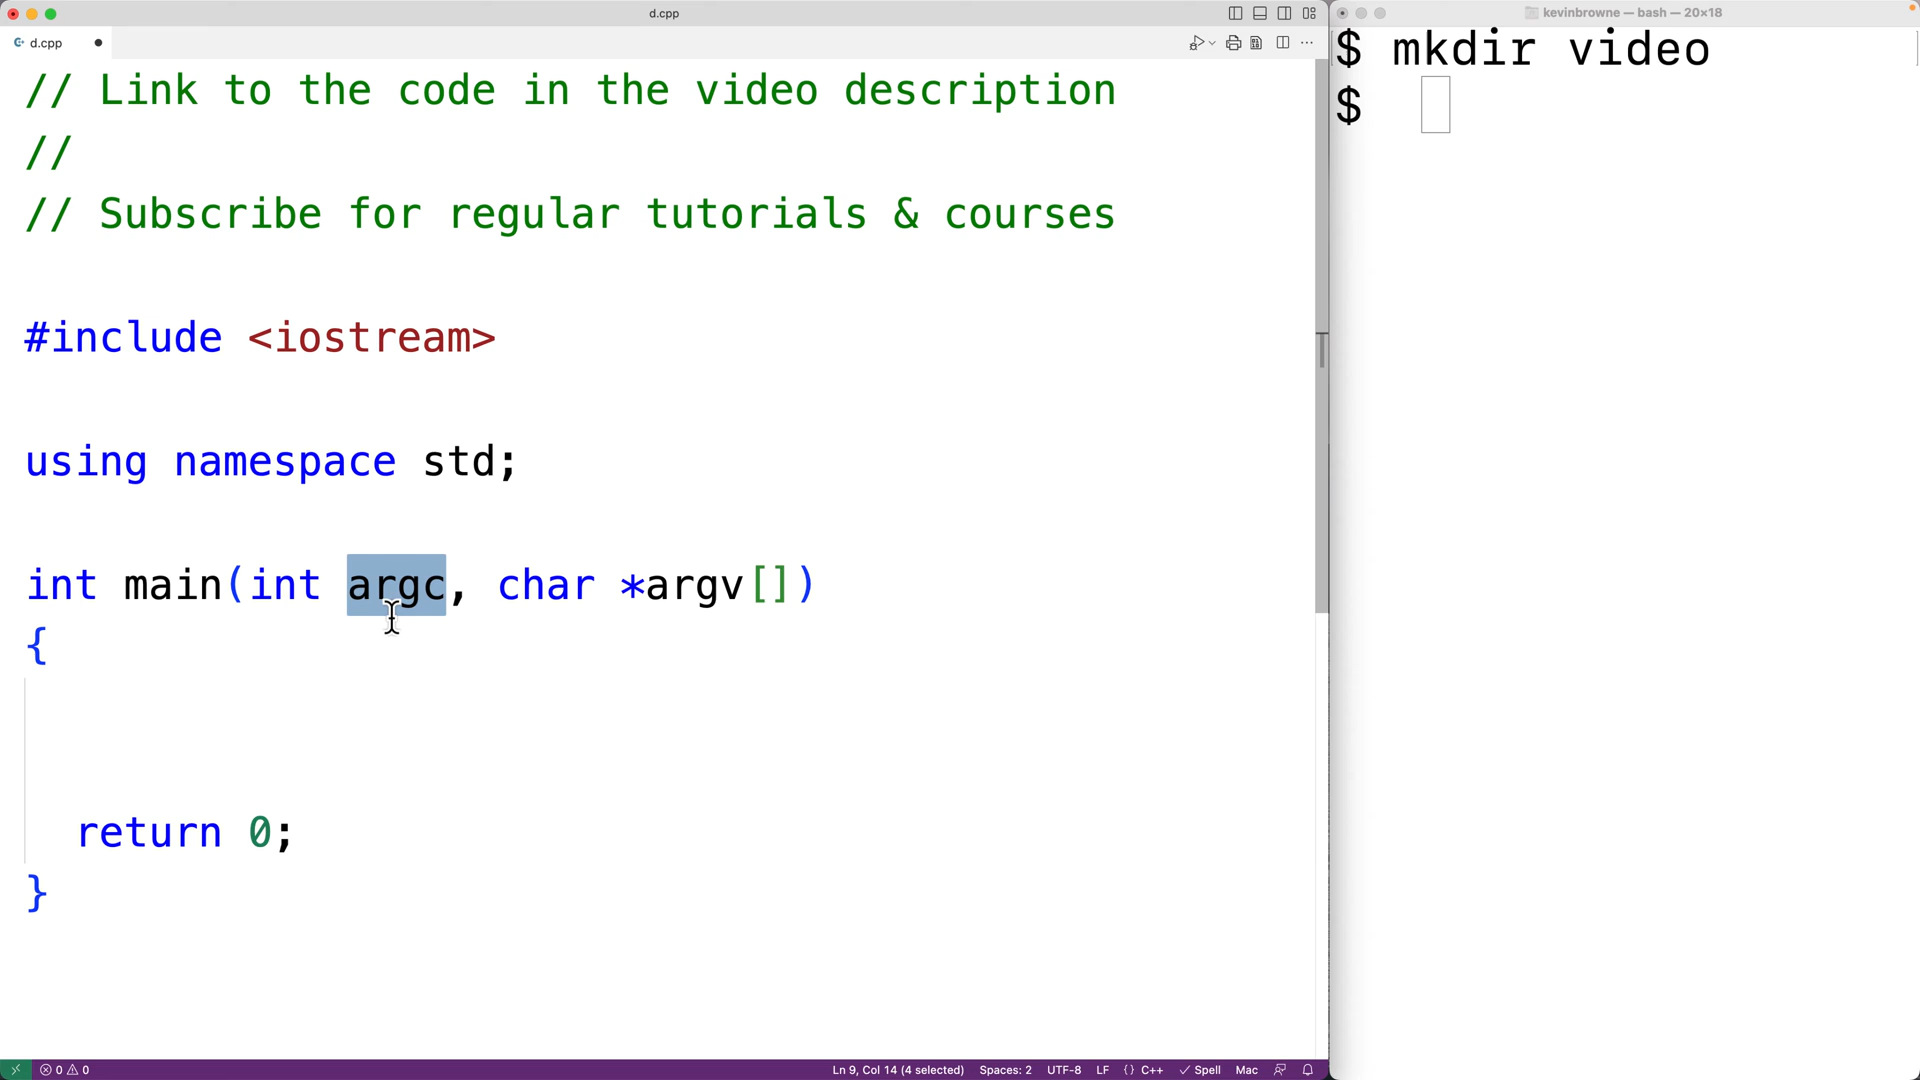 d.cpp
d.cpp
// Link to the code in the video description
//
// Subscribe for regular tutorials & courses
#include <iostream>
using namespace std;
int main(int argc, char *argv[])
{
return 0;
}
0 0
Ln 9, Col 14 (4 selected) Spaces: 2 UTF-8 LF {} C++ Spell Mac
kevinbrowne — bash — 20×18
$ mkdir video
$